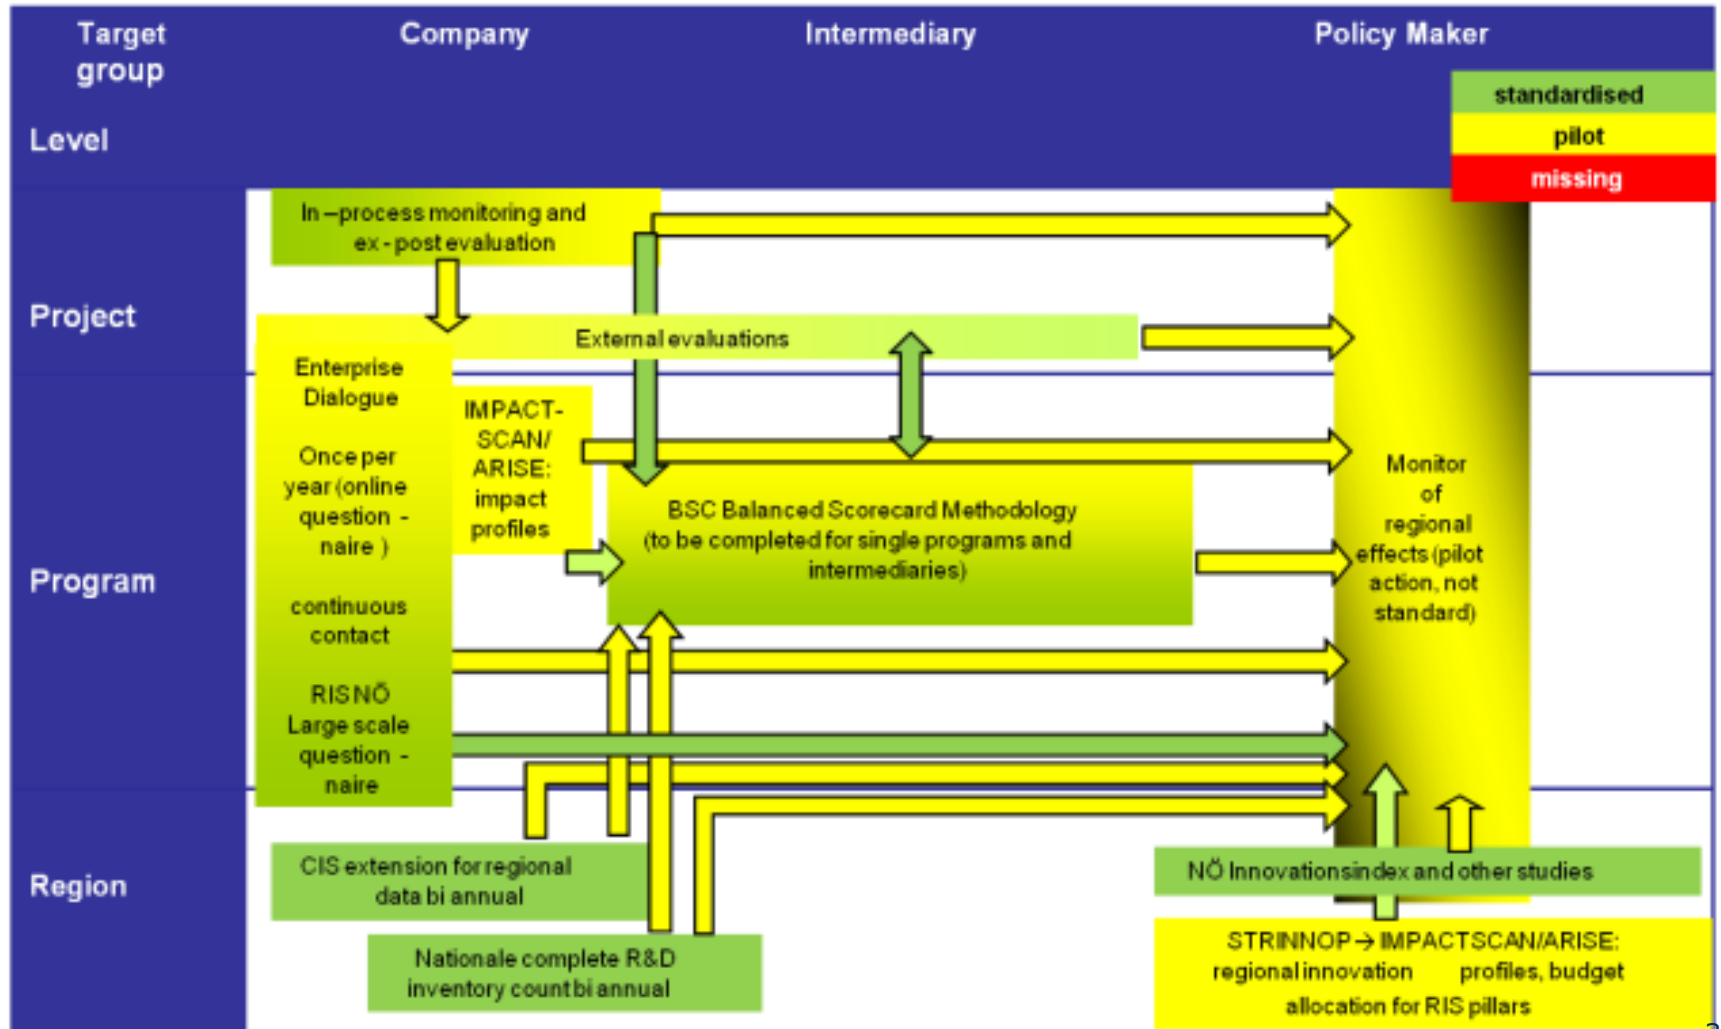 Target
group
Company
Intermediary
Policy Maker
standardised
Level
pilot
missing
In –process monitoring and
ex - post evaluation
Project
External evaluations
Enterprise
Dialogue
Once per
year (online
question -
naire )
continuous
contact
RIS NÖ
Large scale
question -
naire
IMPACT-
SCAN/
ARISE:
impact
profiles
BSC Balanced Scorecard Methodology
(to be completed for single programs and
intermediaries)
Monitor
of
regional
effects (pilot
action, not
standard)
Program
Region
CIS extension for regional
data bi annual
Nationale complete R&D
inventory count bi annual
NÖ Innovationsindex and other studies
STRINNOP → IMPACTSCAN/ARISE:
regional innovation profiles, budget
allocation for RIS pillars